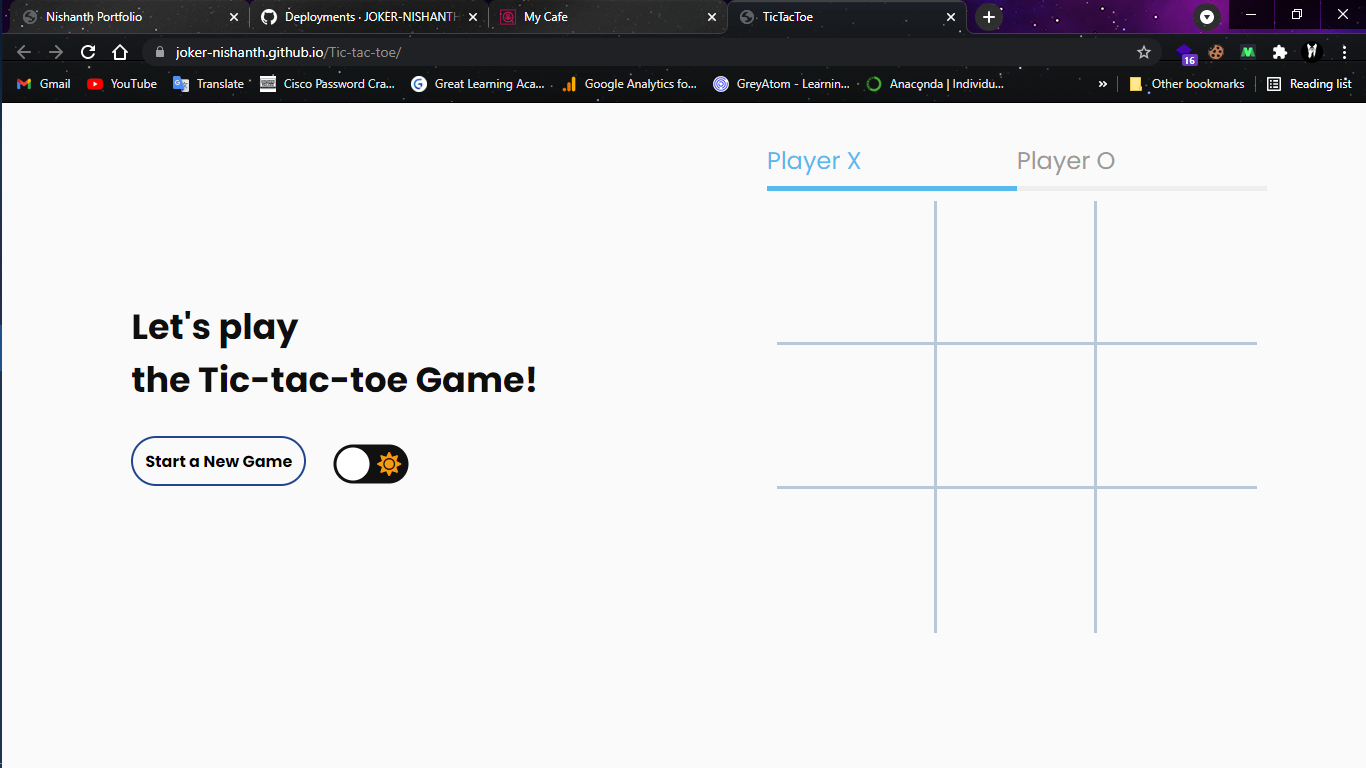 Nishanth Portfolio
Deployments · JOKER-NISHANTH
My Cafe
TicTacToe
joker-nishanth.github.io/Tic-tac-toe/
16
Gmail
YouTube
Translate
Cisco Password Cra...
Great Learning Aca...
Google Analytics fo...
GreyAtom - Learnin...
Anaconda | Individu...
»
Other bookmarks
Reading list
Player X
Player O
Let's play
the Tic-tac-toe Game!
Start a New Game